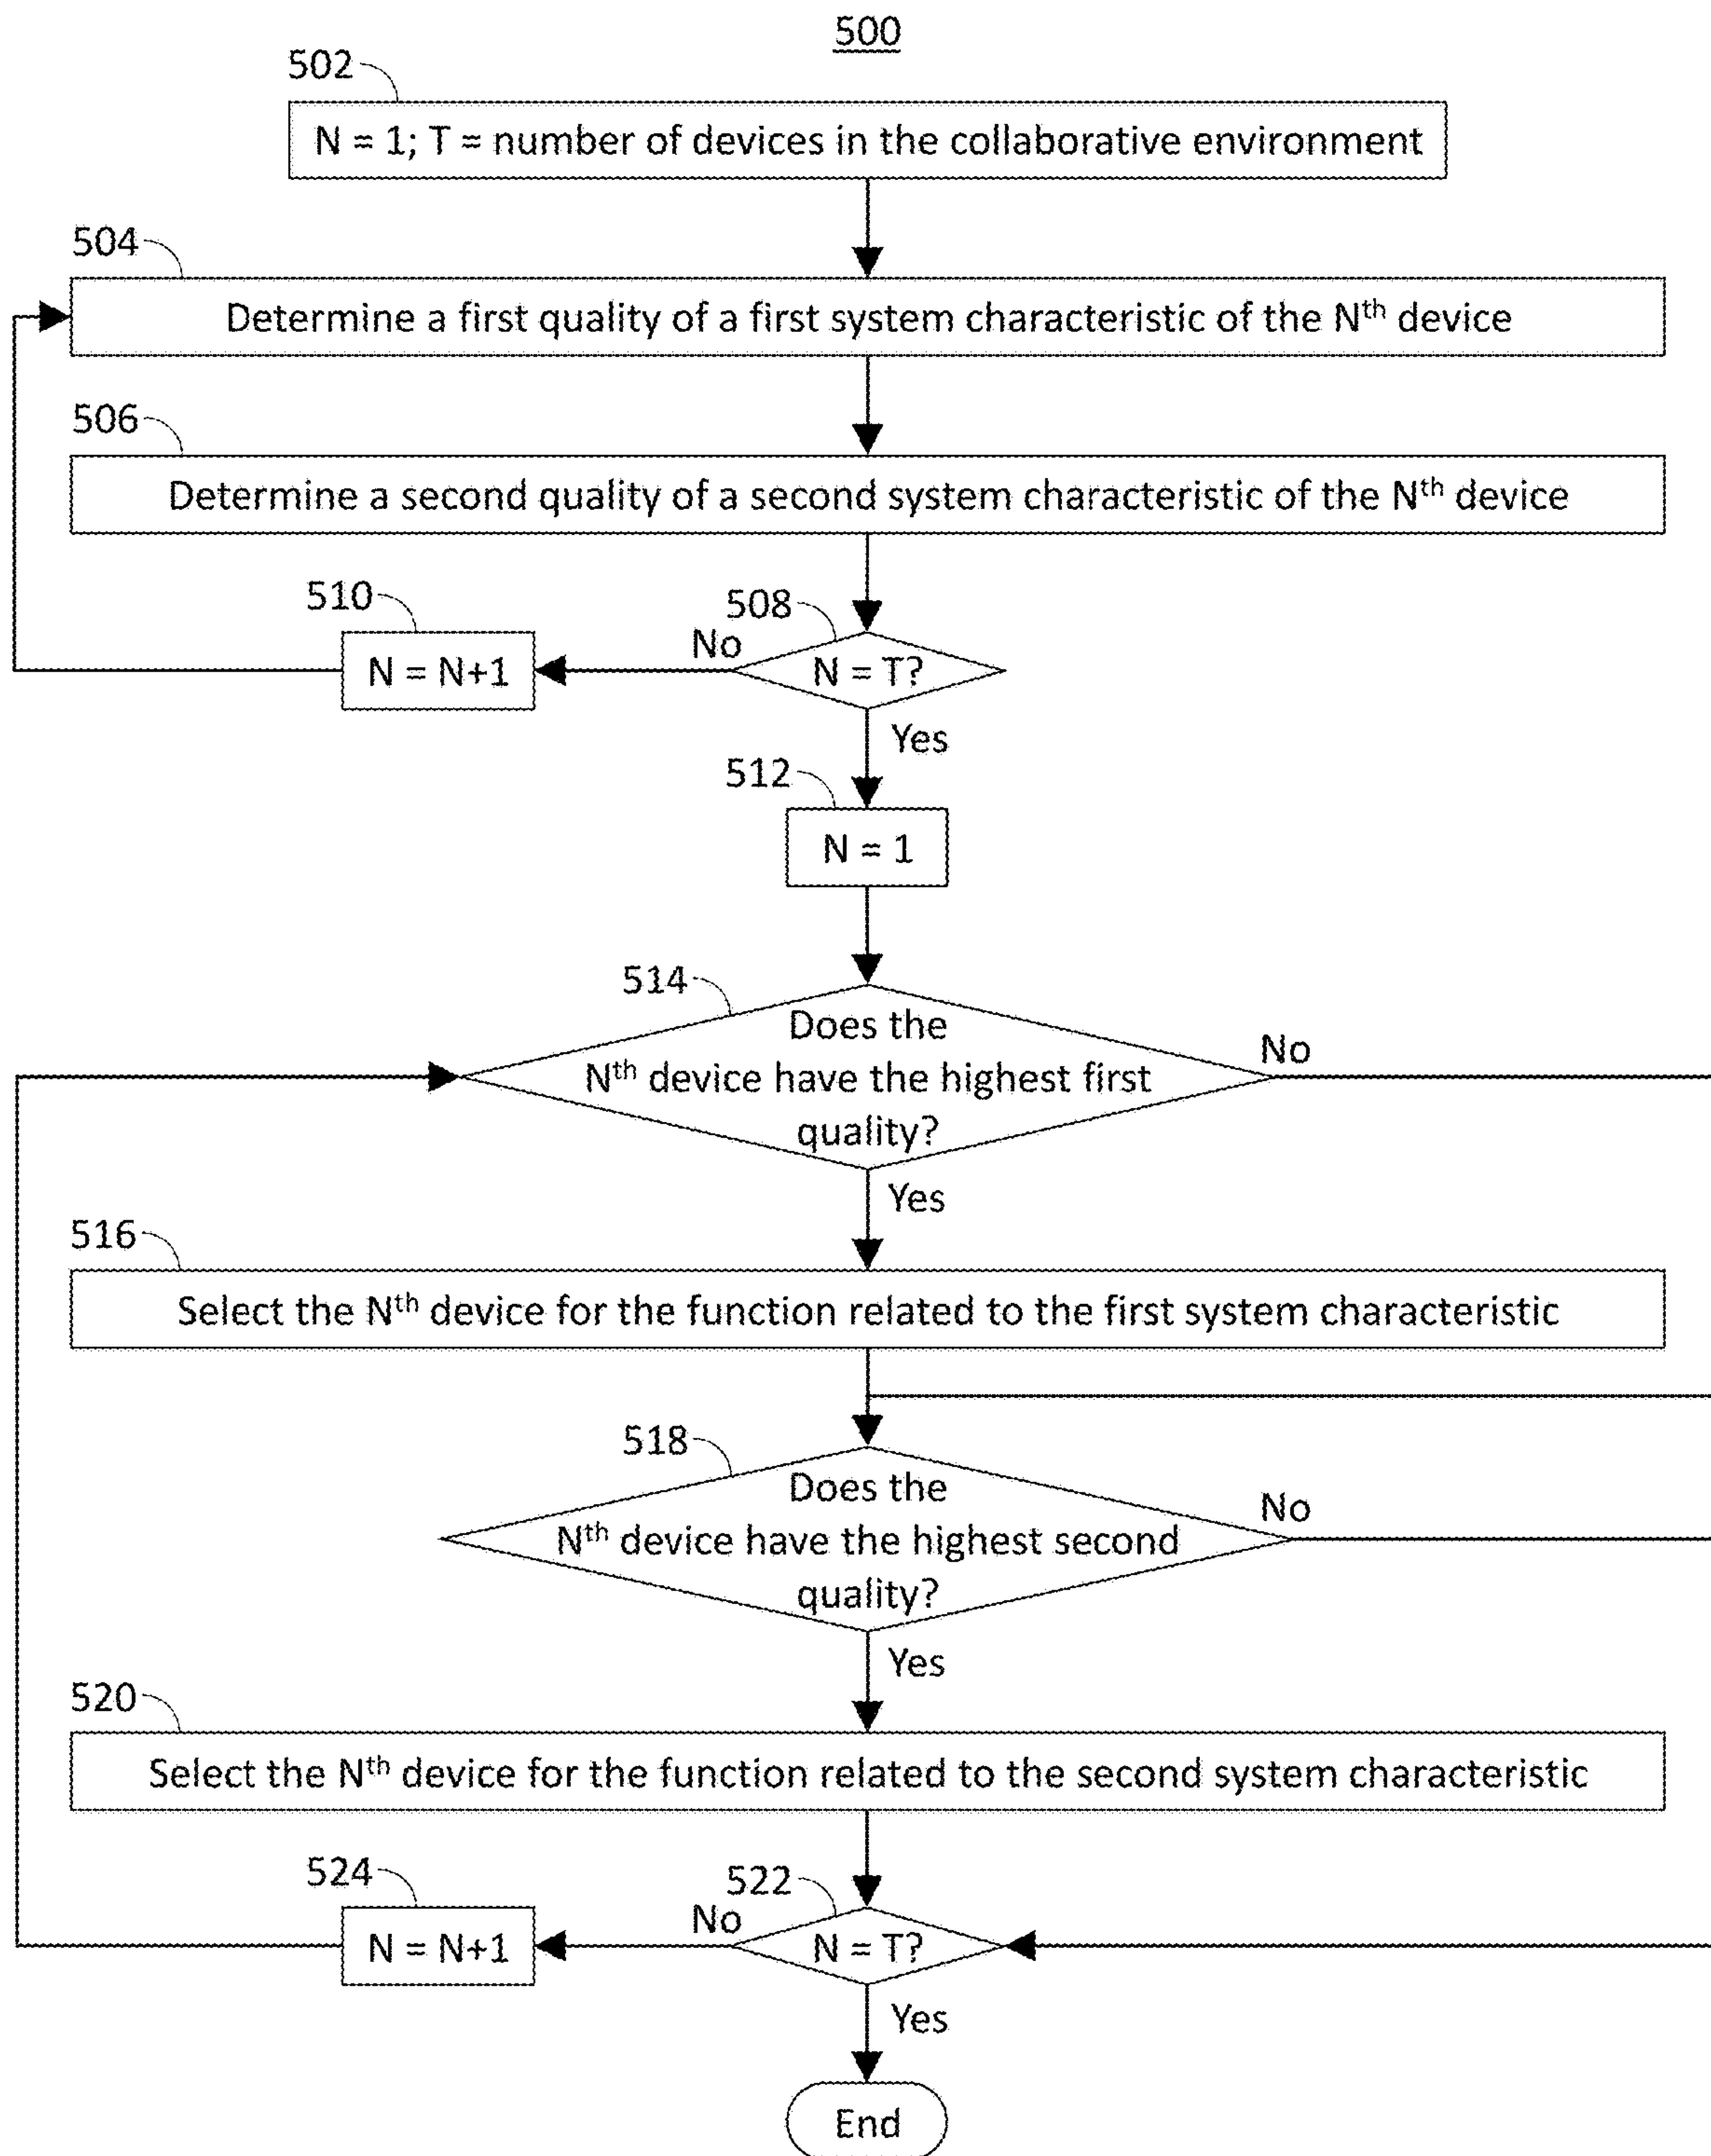 500
502
N = 1; T = number of devices in the collaborative environment
504
Determine a first quality of a first system characteristic of the Nth device
506
Determine a second quality of a second system characteristic of the Nth device
510
508
No
N = N+1
N = T?
Yes
512
N = 1
514
Does the
No
Nth device have the highest first
quality?
Yes
516
Select the Nth device for the function related to the first system characteristic
518
Does the
No
Nth device have the highest second
quality?
Yes
520
Select the Nth device for the function related to the second system characteristic
524
522
No
N = N+1
N = T?
Yes
End